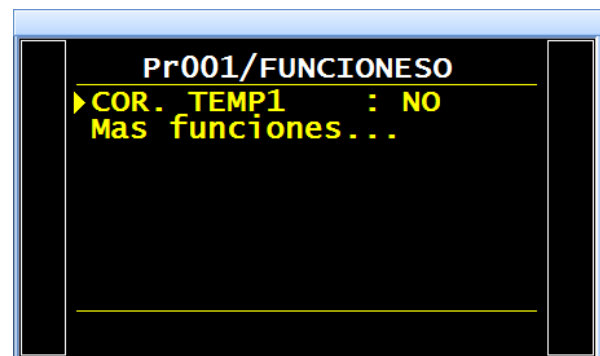 Pr001/FUNCIONESO
COR. TEMP1 : NO
Mas funciones...